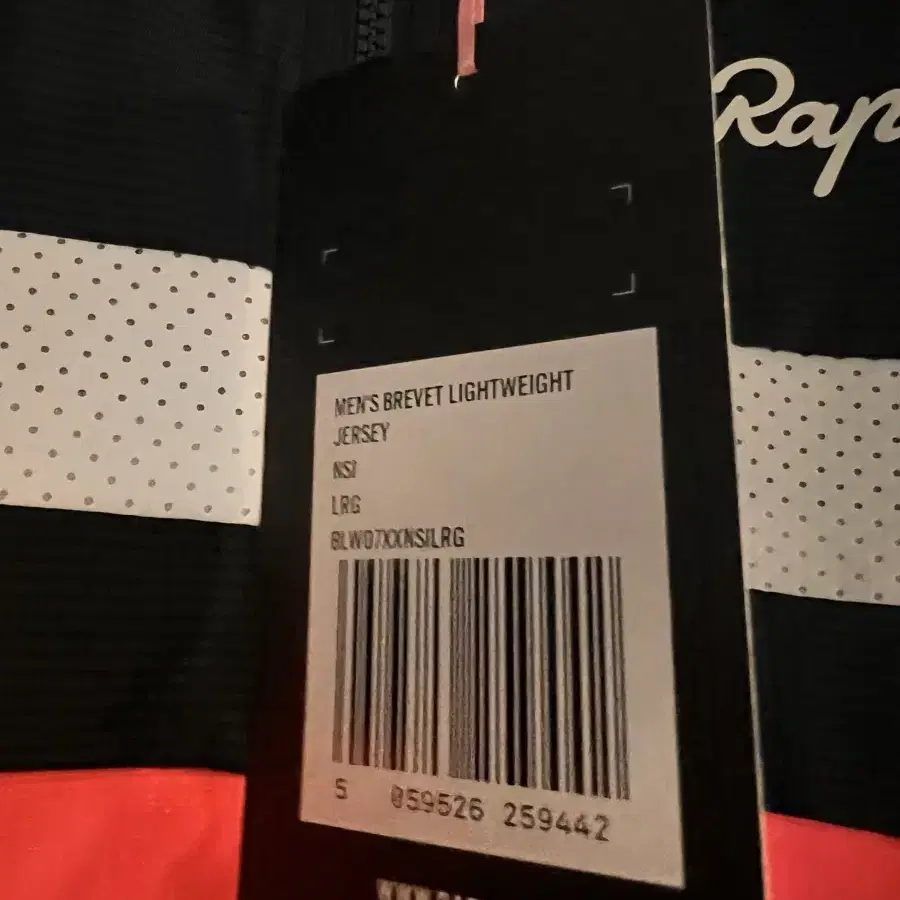 Rap
MEN'S BREVET LIGHTWEIGHT
JERSEY
NSI
LRG
BLW07XXNSILRG
5 059526 259442